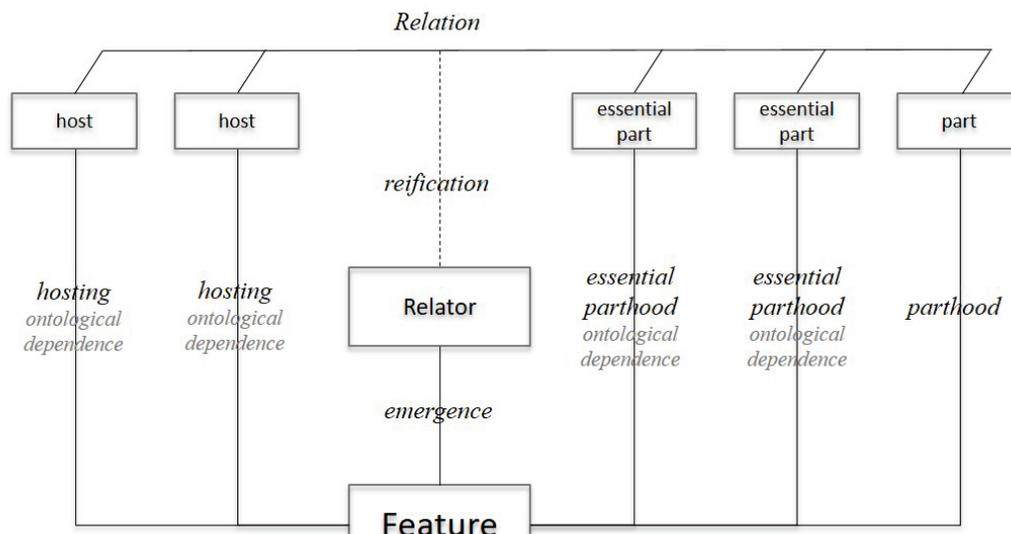 Relation
host
host
essential
part
essential
part
part
reification
Relator
hosting
ontological
dependence
hosting
ontological
dependence
essential
parthood
ontological
dependence
essential
parthood
ontological
dependence
parthood
emergence
Feature